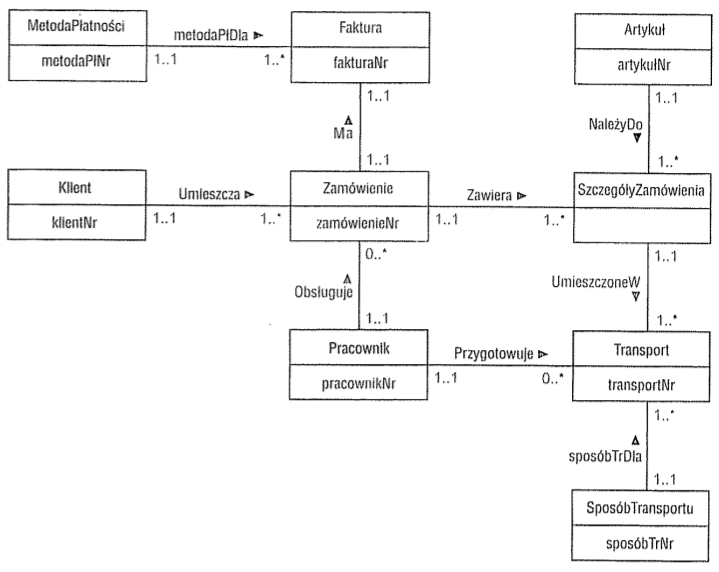 MetodaPłatności
metodaPłNr
metodaPłDla
1..1
1..*
Faktura
fakturaNr
Artykuł
artykułNr
1..1
Ma
1..1
1..1
NależyDo
1..*
Klient
klientNr
Umieszcza
1..1
1..*
Zamówienie
zamówienieNr
Zawiera
1..1
1..*
SzczegółyZamówienia
0..*
Obsługuje
1..1
1..1
UmieszczoneW
1..*
Pracownik
pracownikNr
Przygotowuje
1..1
0..*
Transport
transportNr
1..*
sposóbTrDla
1..1
SposóbTransportu
sposóbTrNr